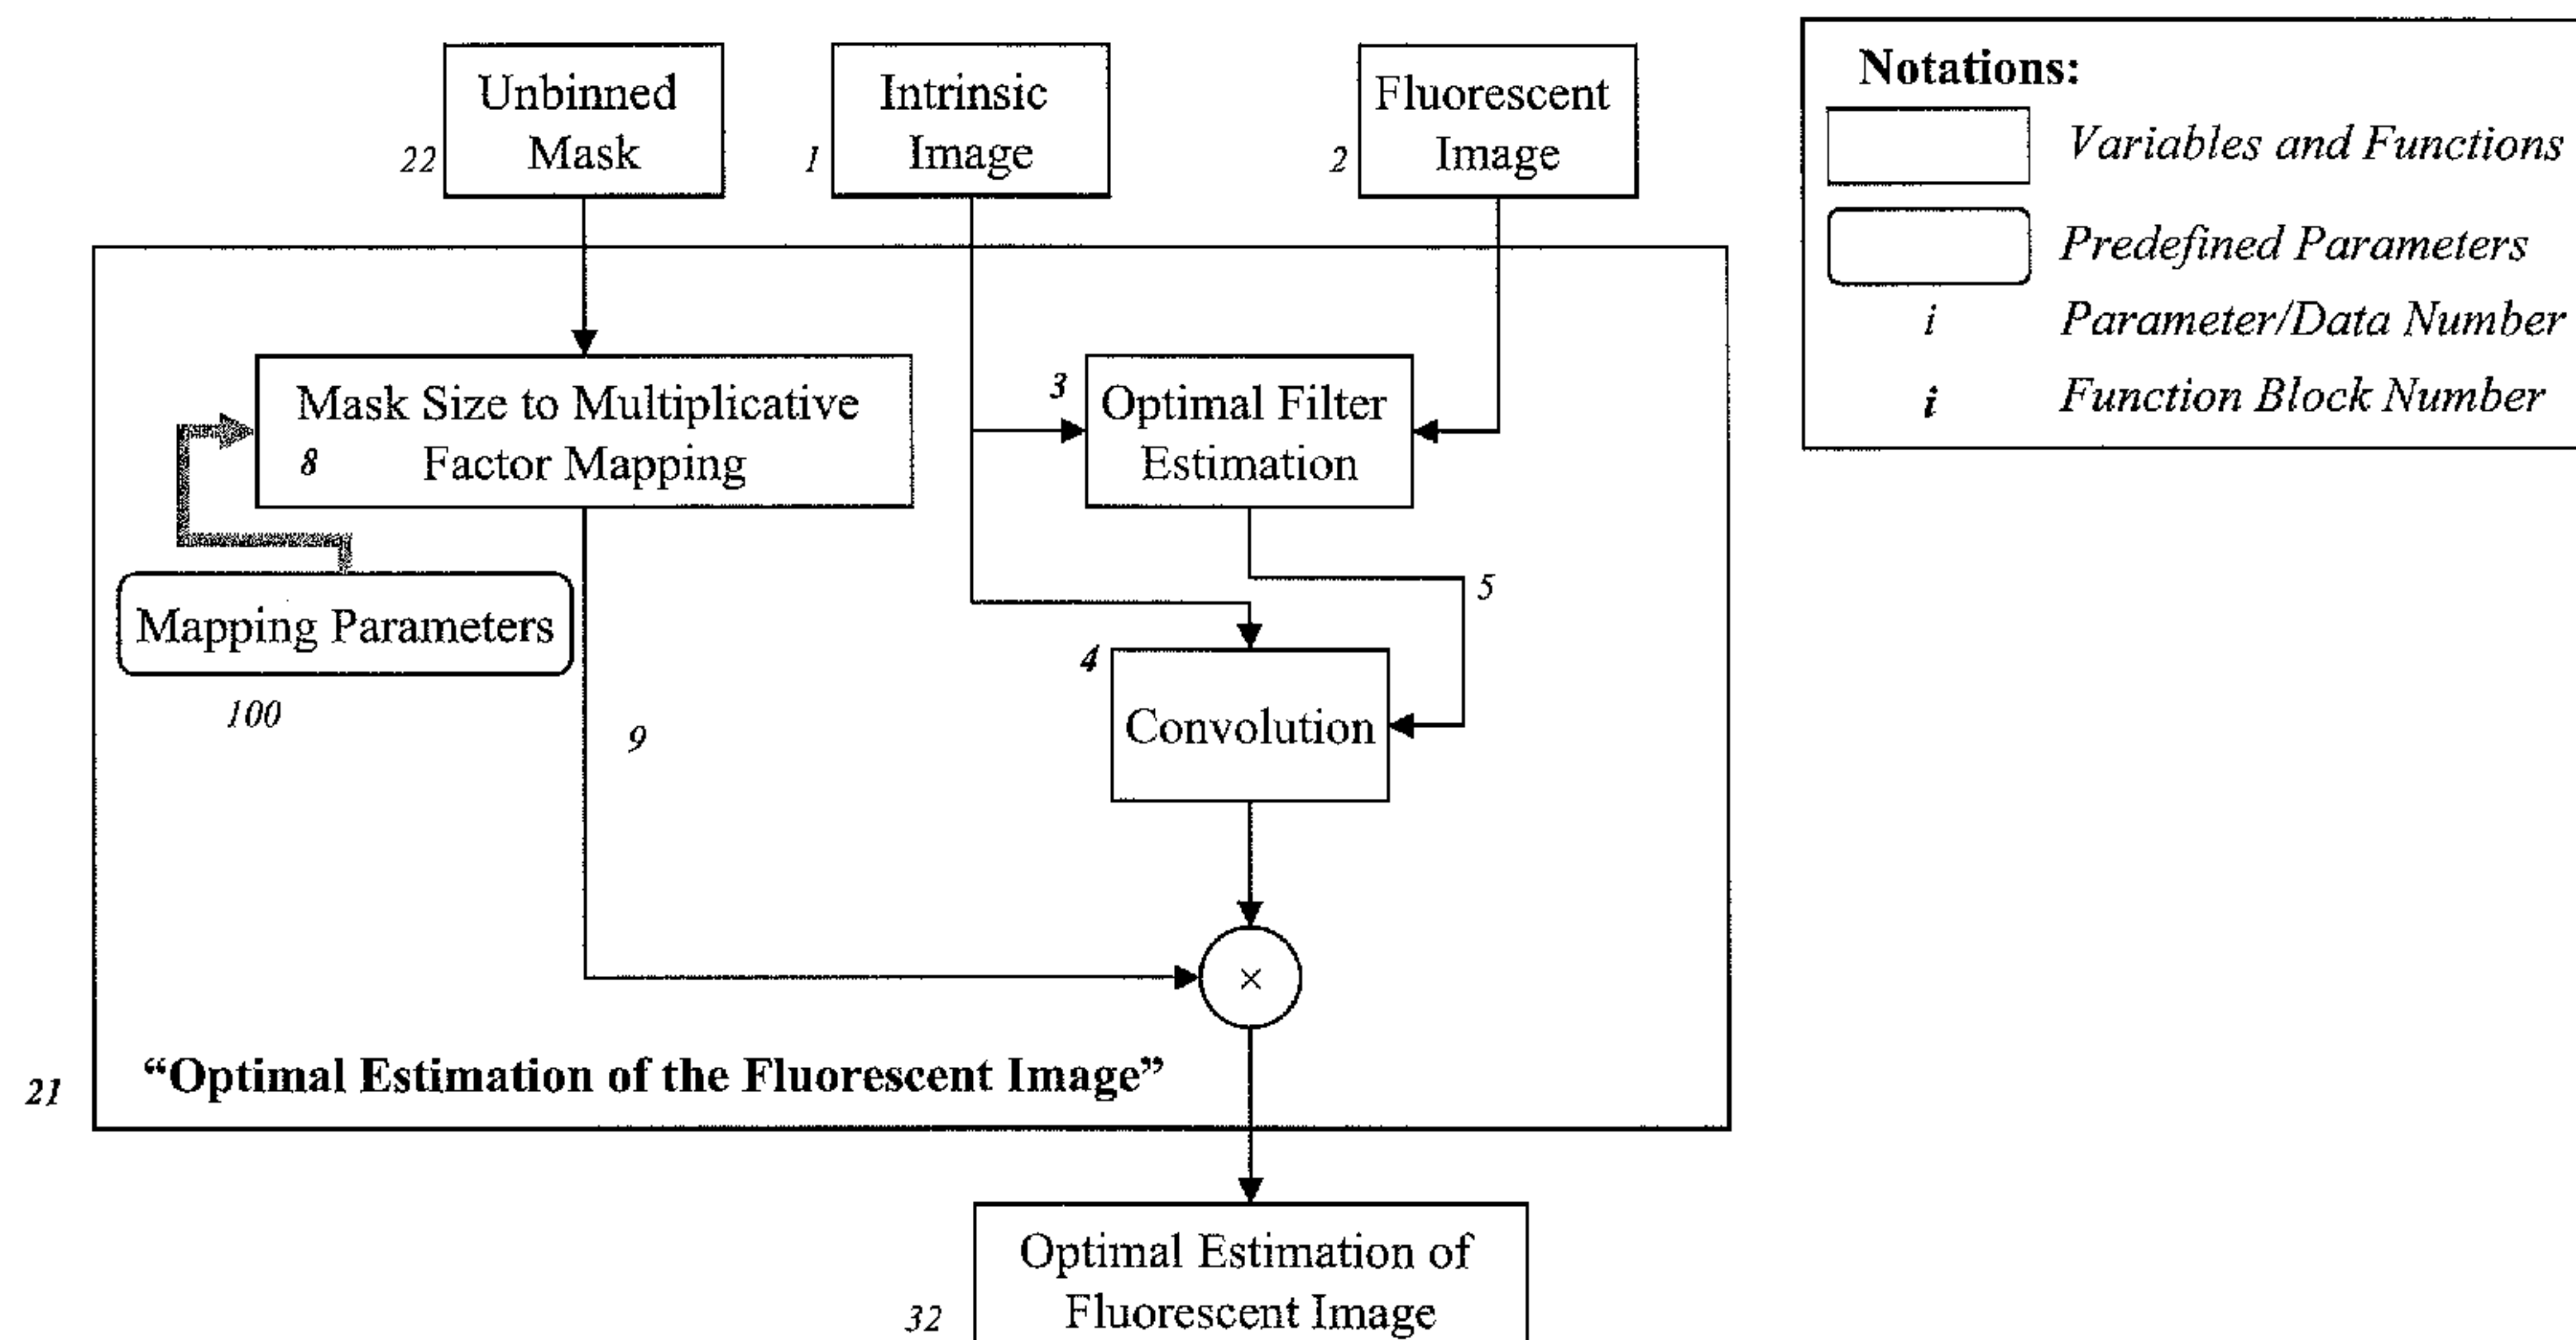 Unbinned
Mask
22
Intrinsic
Image
1
Fluorescent
Image
2
Notations:
Variables and Functions
Predefined Parameters
i Parameter/Data Number
i Function Block Number
Mask Size to Multiplicative
8 Factor Mapping
3
Optimal Filter
Estimation
Mapping Parameters
100
5
4
Convolution
9
×
21
“Optimal Estimation of the Fluorescent Image”
Optimal Estimation of
Fluorescent Image
32